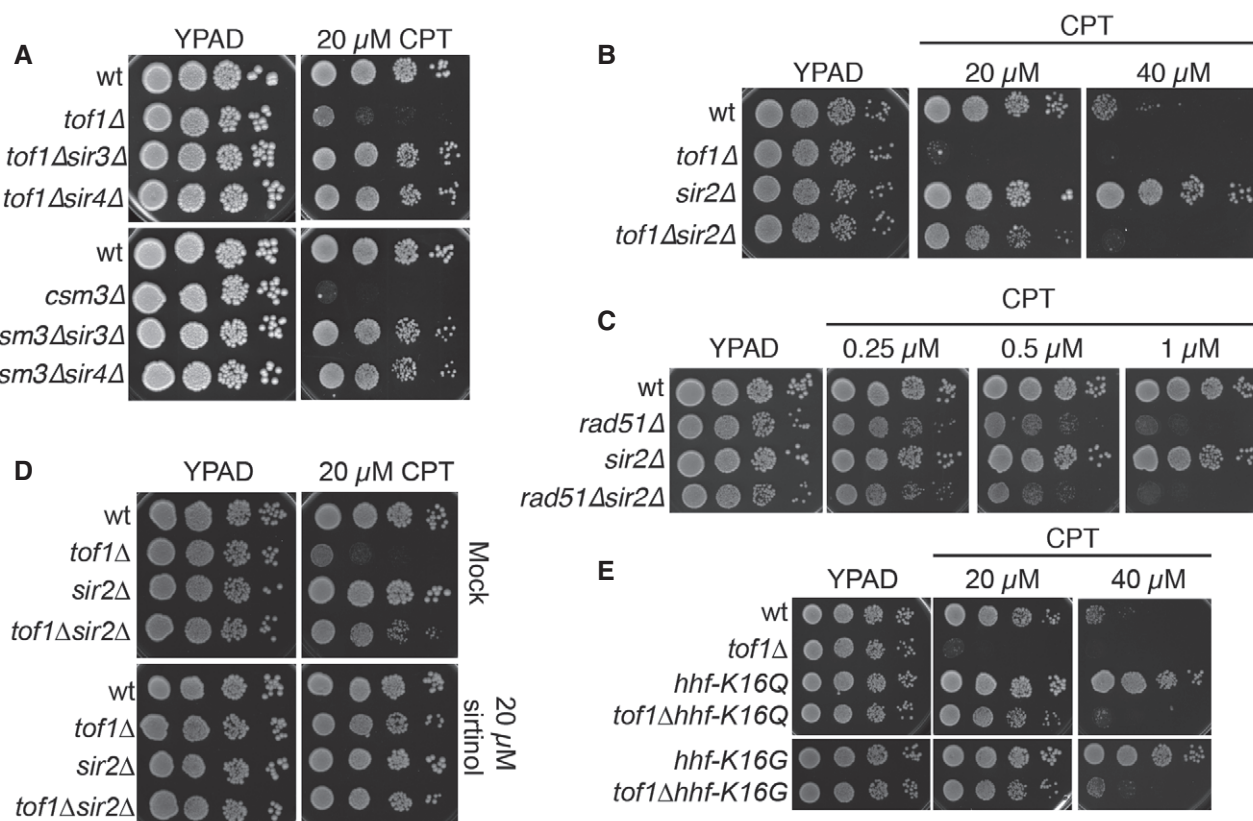 A
YPAD 20 µM CPT
wt
tof1Δ
tof1Δsir3Δ
tof1Δsir4Δ
wt
csm3Δ
sm3Δsir3Δ
sm3Δsir4Δ
B
CPT
YPAD 20 µM 40 µM
wt
tof1Δ
sir2Δ
tof1Δsir2Δ
C
CPT
YPAD 0.25 µM 0.5 µM 1 µM
wt
rad51Δ
sir2Δ
rad51Δsir2Δ
D
YPAD 20 µM CPT
wt
tof1Δ
sir2Δ
tof1Δsir2Δ
Mock
wt
tof1Δ
sir2Δ
tof1Δsir2Δ
20 µM
sirtinol
E
CPT
YPAD 20 µM 40 µM
wt
tof1Δ
hhf-K16Q
tof1Δhhf-K16Q
hhf-K16G
tof1Δhhf-K16G